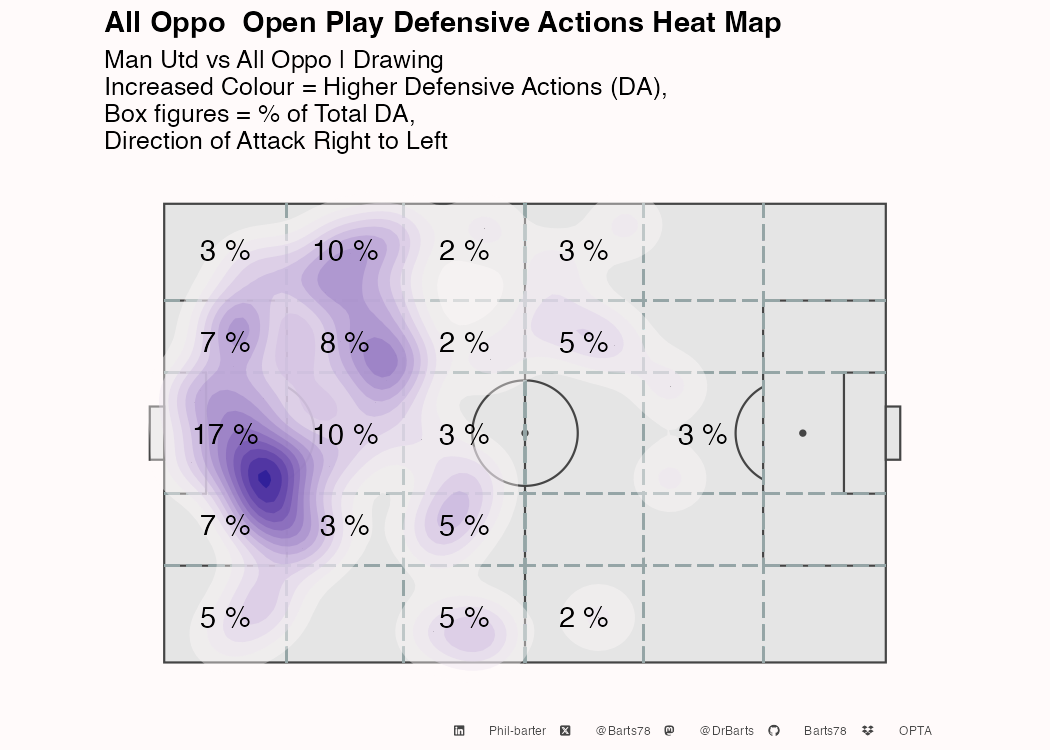 All Oppo  Open Play Defensive Actions Heat Map
Man Utd vs All Oppo | Drawing
Increased Colour = Higher Defensive Actions (DA),
Box figures = % of Total DA,
Direction of Attack Right to Left
3 % 10 % 2 % 3 %
7 % 8 % 2 % 5 %
17 % 10 % 3 % 3 %
7 % 3 % 5 %
5 % 5 % 2 %
Phil-barter @Barts78 @DrBarts Barts78 OPTA